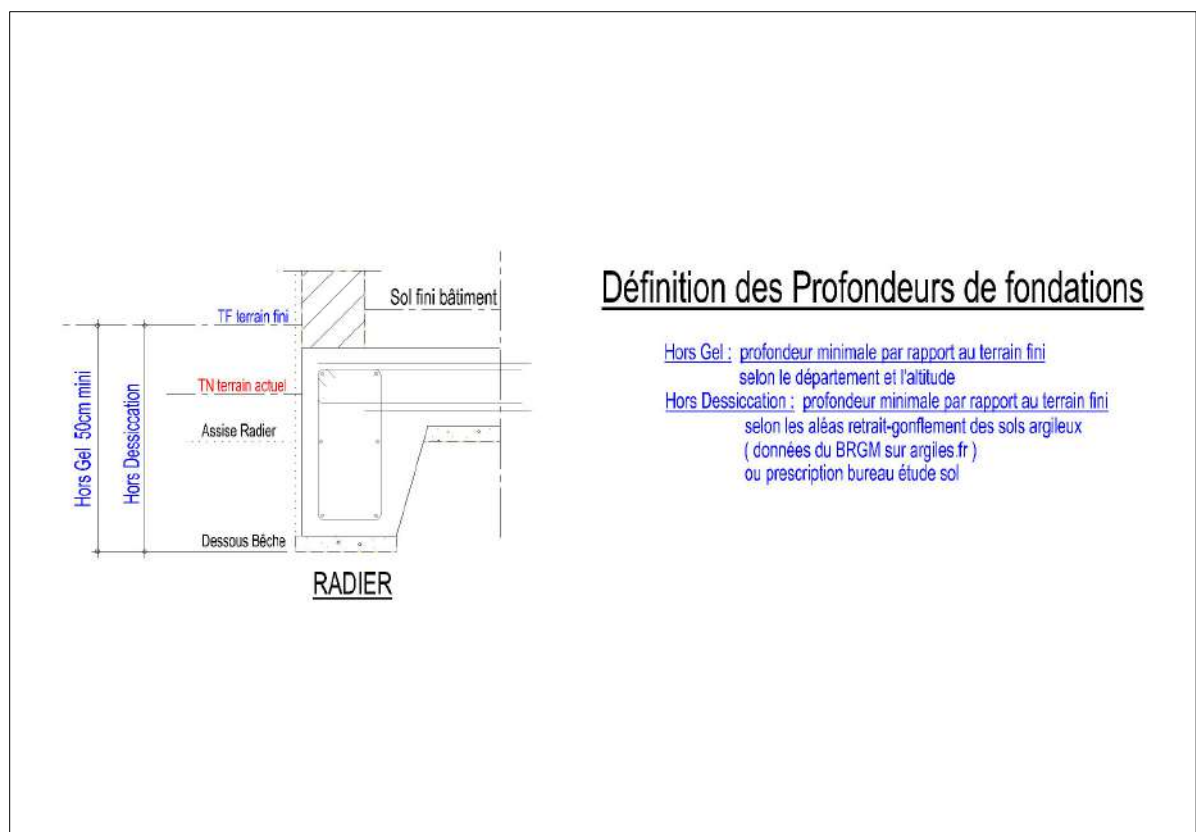 Définition des Profondeurs de fondations
Sol fini bâtiment
TF terrain fini
TN terrain actuel
Assise Radier
Dessous Bêche
Hors Gel 50cm mini
Hors Dessiccation
RADIER
Hors Gel : profondeur minimale par rapport au terrain fini
selon le département et l'altitude
Hors Dessiccation : profondeur minimale par rapport au terrain fini
selon les aléas retrait-gonflement des sols argileux
( données du BRGM sur argiles.fr )
ou prescription bureau étude sol